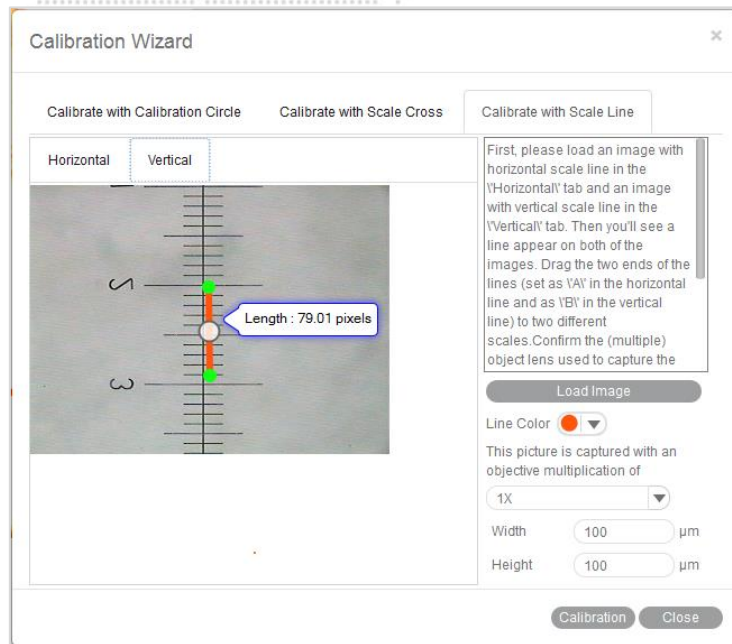 Calibration Wizard
×
Calibrate with Calibration Circle
Calibrate with Scale Cross
Calibrate with Scale Line
Horizontal
Vertical
2
3
Length : 79.01 pixels
First, please load an image with
horizontal scale line in the
\'Horizontal\' tab and an image
with vertical scale line in the
\'Vertical\' tab. Then you'll see a
line appear on both of the
images. Drag the two ends of the
lines (set as \'A\' in the horizontal
line and as \'B\' in the vertical
line) to two different
scales.Confirm the (multiple)
object lens used to capture the
Load Image
Line Color
This picture is captured with an
objective multiplication of
1X
Width 100 µm
Height 100 µm
Calibration
Close